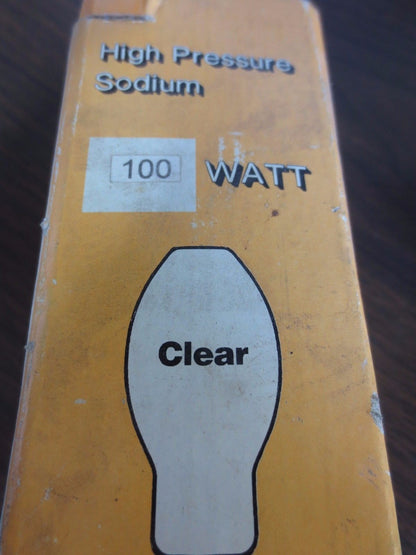 High Pressure
Sodium
100 WATT
Clear